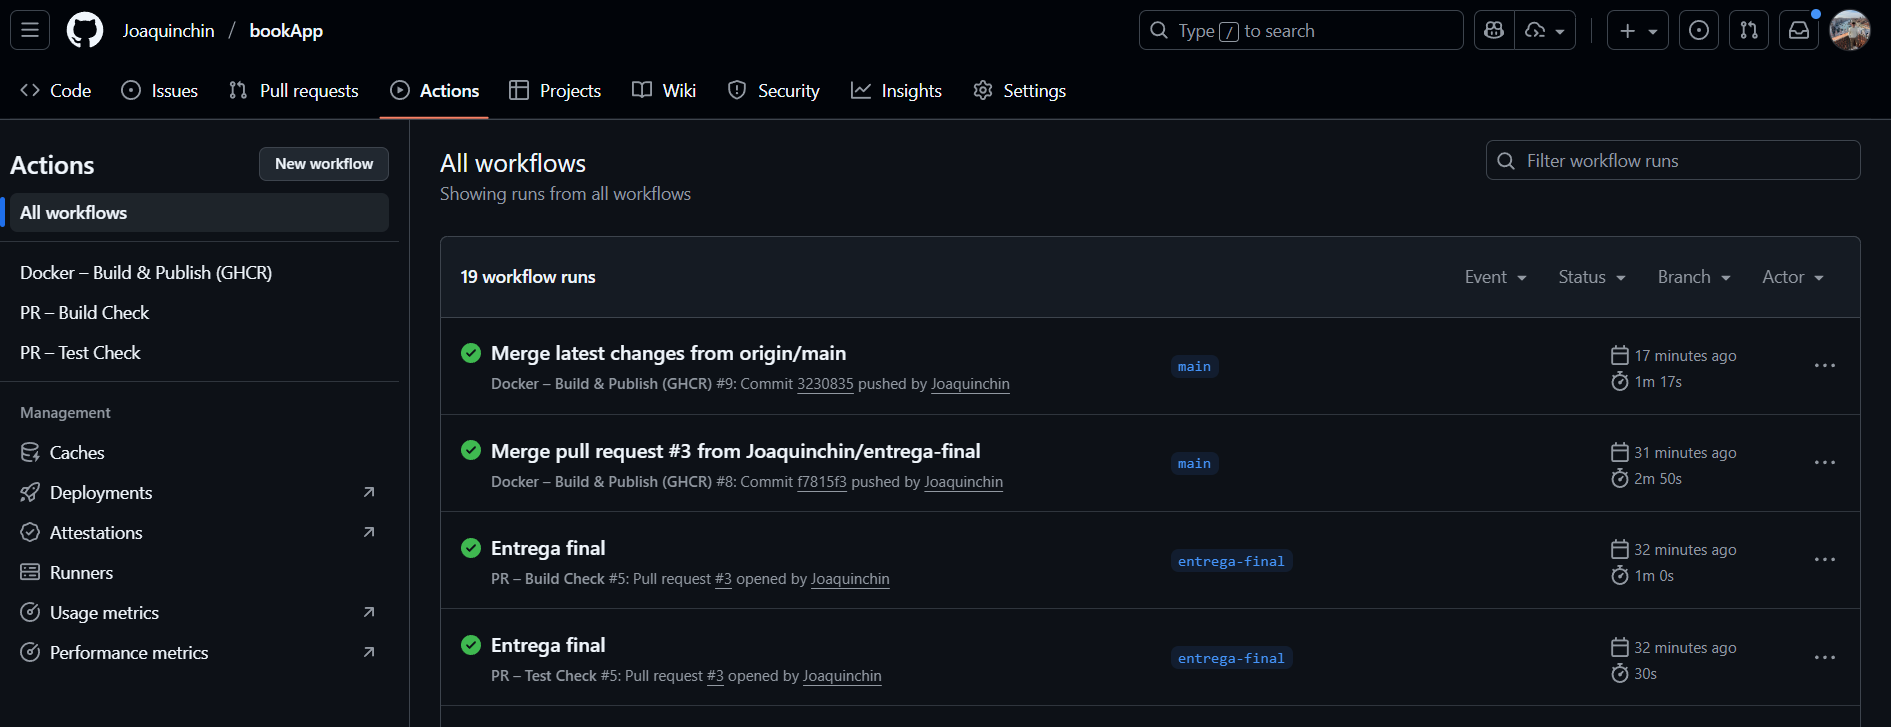 Joaquinchin / bookApp
Type / to search
Code Issues Pull requests Actions Projects Wiki Security Insights Settings
Actions
New workflow
All workflows
Docker – Build & Publish (GHCR)
PR – Build Check
PR – Test Check
Management
Caches
Deployments
Attestations
Runners
Usage metrics
Performance metrics
All workflows
Showing runs from all workflows
Filter workflow runs
19 workflow runs
Event Status Branch Actor
Merge latest changes from origin/main
Docker – Build & Publish (GHCR) #9: Commit 3230835 pushed by Joaquinchin
main
17 minutes ago
1m 17s
Merge pull request #3 from Joaquinchin/entrega-final
Docker – Build & Publish (GHCR) #8: Commit f7815f3 pushed by Joaquinchin
main
31 minutes ago
2m 50s
Entrega final
PR – Build Check #5: Pull request #3 opened by Joaquinchin
entrega-final
32 minutes ago
1m 0s
Entrega final
PR – Test Check #5: Pull request #3 opened by Joaquinchin
entrega-final
32 minutes ago
30s